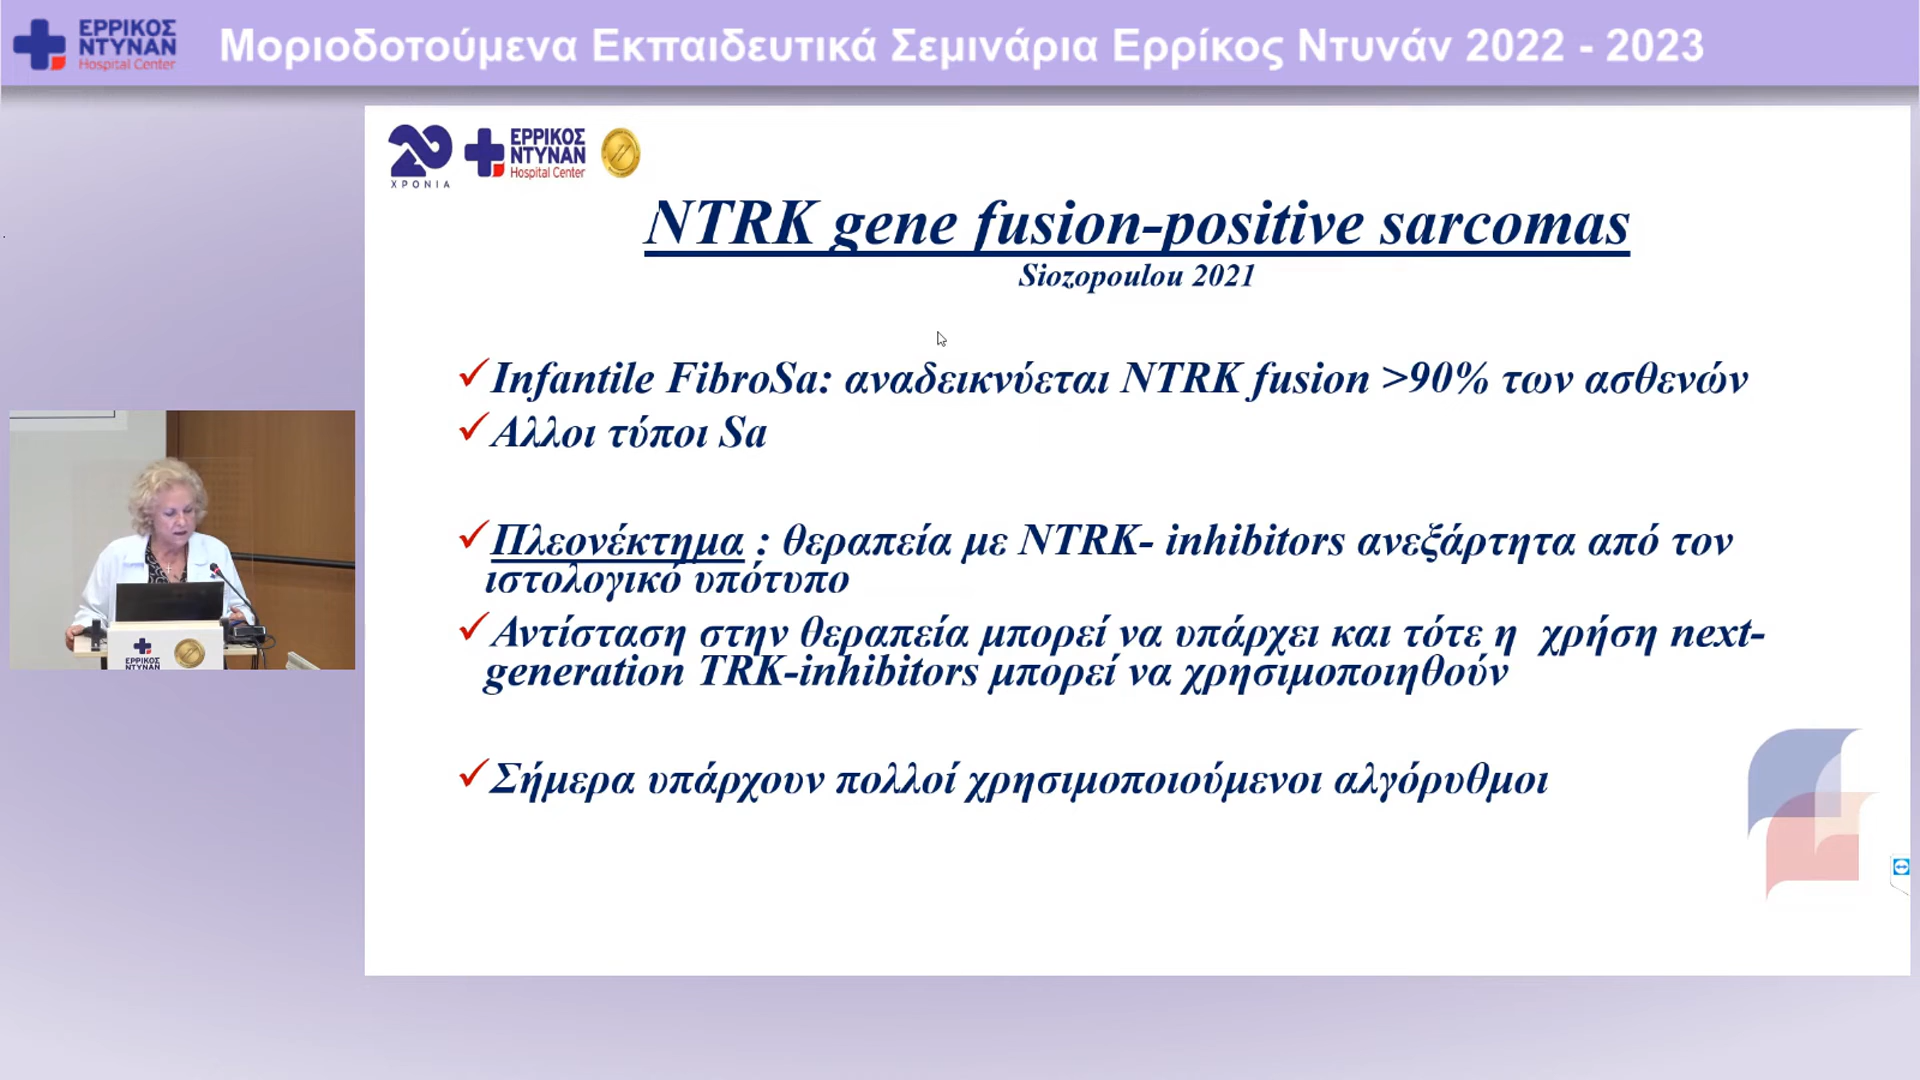 ΕΡΡΙΚΟΣ
ΝΤΥΝΑΝ
Hospital Center
Μοριοδοτούμενα Εκπαιδευτικά Σεμινάρια Ερρίκος Ντυνάν 2022 - 2023
20
ΧΡΟΝΙΑ
ΕΡΡΙΚΟΣ
ΝΤΥΝΑΝ
Hospital Center
NTRK gene fusion-positive sarcomas
Siozopoulou 2021
Infantile FibroSa: αναδεικνύεται NTRK fusion >90% των ασθενών
Αλλοι τύποι Sa
Πλεονέκτημα : θεραπεία με NTRK- inhibitors ανεξάρτητα από τον
ιστολογικό υπότυπο
Αντίσταση στην θεραπεία μπορεί να υπάρχει και τότε η χρήση next-
generation TRK-inhibitors μπορεί να χρησιμοποιηθούν
Σήμερα υπάρχουν πολλοί χρησιμοποιούμενοι αλγόρυθμοι
ΕΡΡΙΚΟΣ
ΝΤΥΝΑΝ